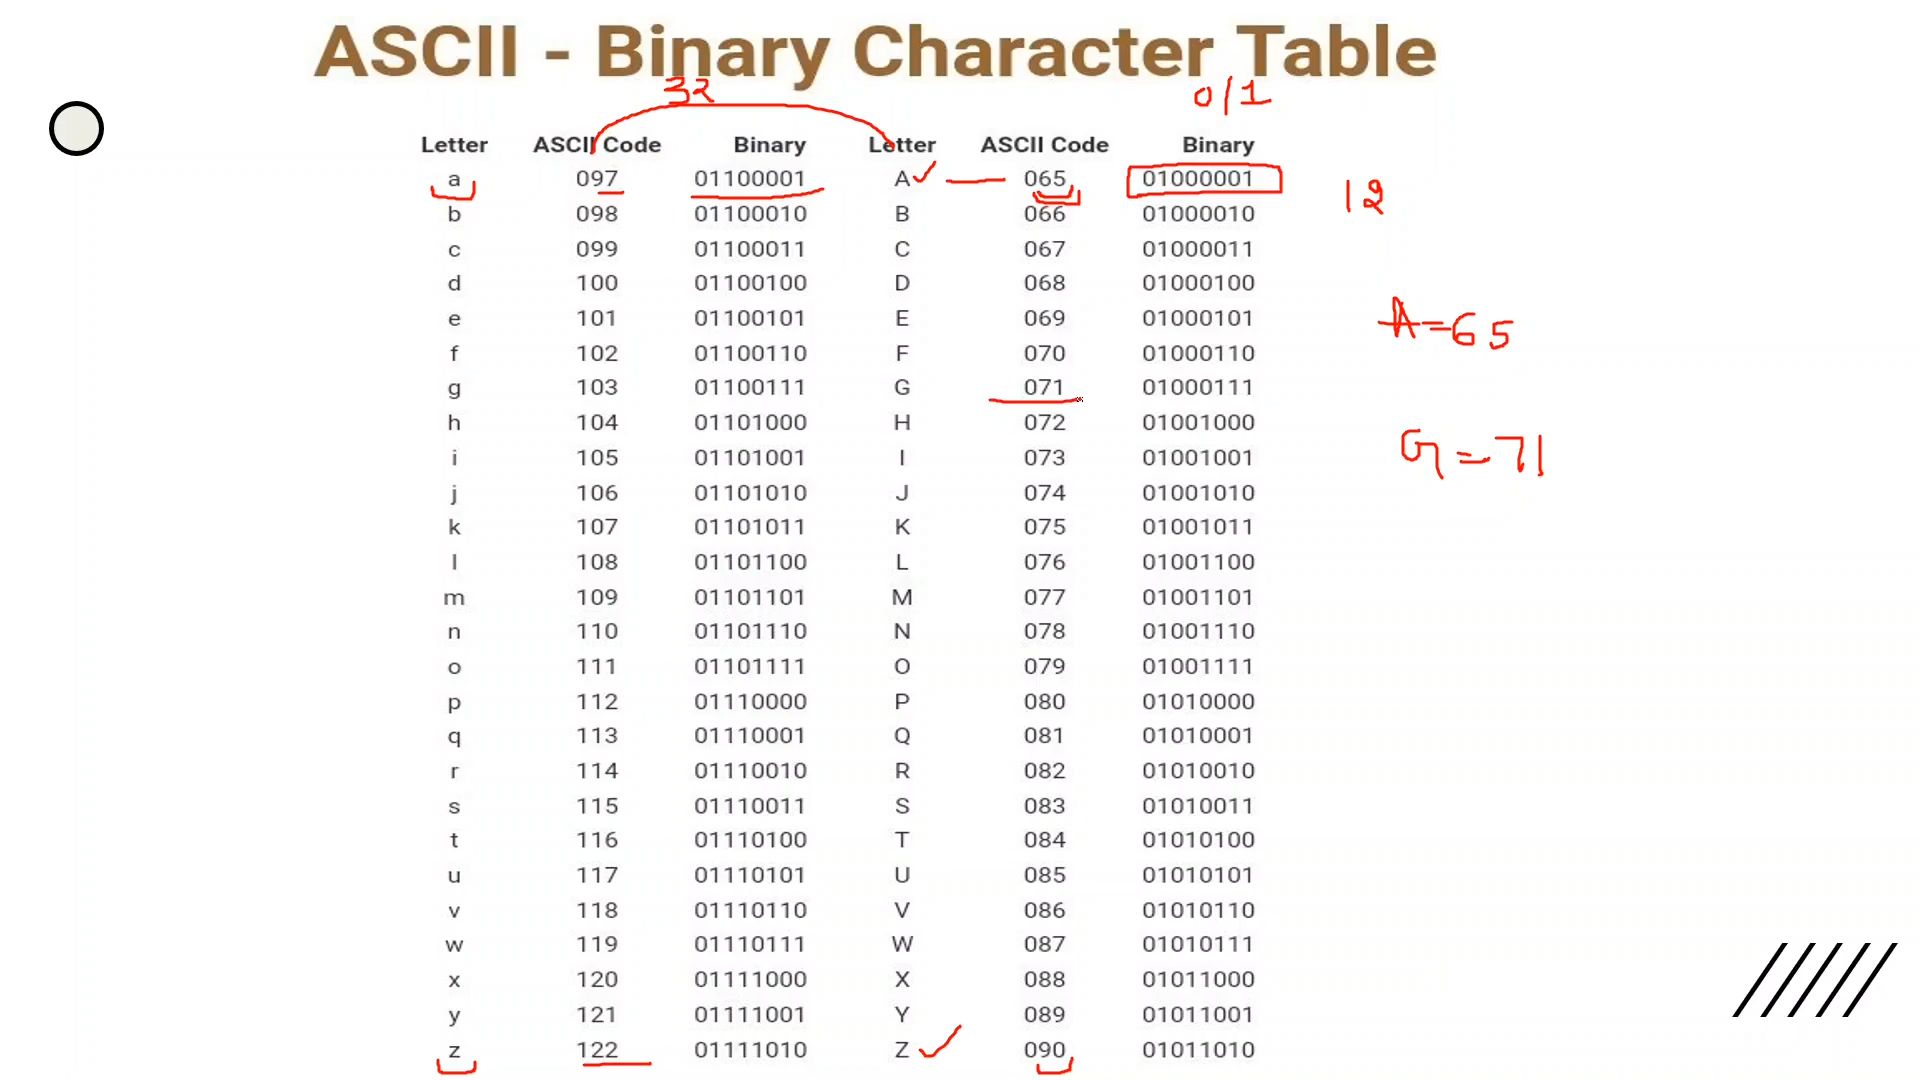 ASCII - Binary Character Table
32
0/1
Letter ASCII Code Binary Letter ASCII Code Binary
a 097 01100001 A 065 01000001
12
b 098 01100010 B 066 01000010
c 099 01100011 C 067 01000011
d 100 01100100 D 068 01000100
e 101 01100101 E 069 01000101
A=65
f 102 01100110 F 070 01000110
g 103 01100111 G 071 01000111
h 104 01101000 H 072 01001000
i 105 01101001 I 073 01001001
G=71
j 106 01101010 J 074 01001010
k 107 01101011 K 075 01001011
l 108 01101100 L 076 01001100
m 109 01101101 M 077 01001101
n 110 01101110 N 078 01001110
o 111 01101111 O 079 01001111
p 112 01110000 P 080 01010000
q 113 01110001 Q 081 01010001
r 114 01110010 R 082 01010010
s 115 01110011 S 083 01010011
t 116 01110100 T 084 01010100
u 117 01110101 U 085 01010101
v 118 01110110 V 086 01010110
w 119 01110111 W 087 01010111
x 120 01111000 X 088 01011000
y 121 01111001 Y 089 01011001
z 122 01111010 Z 090 01011010